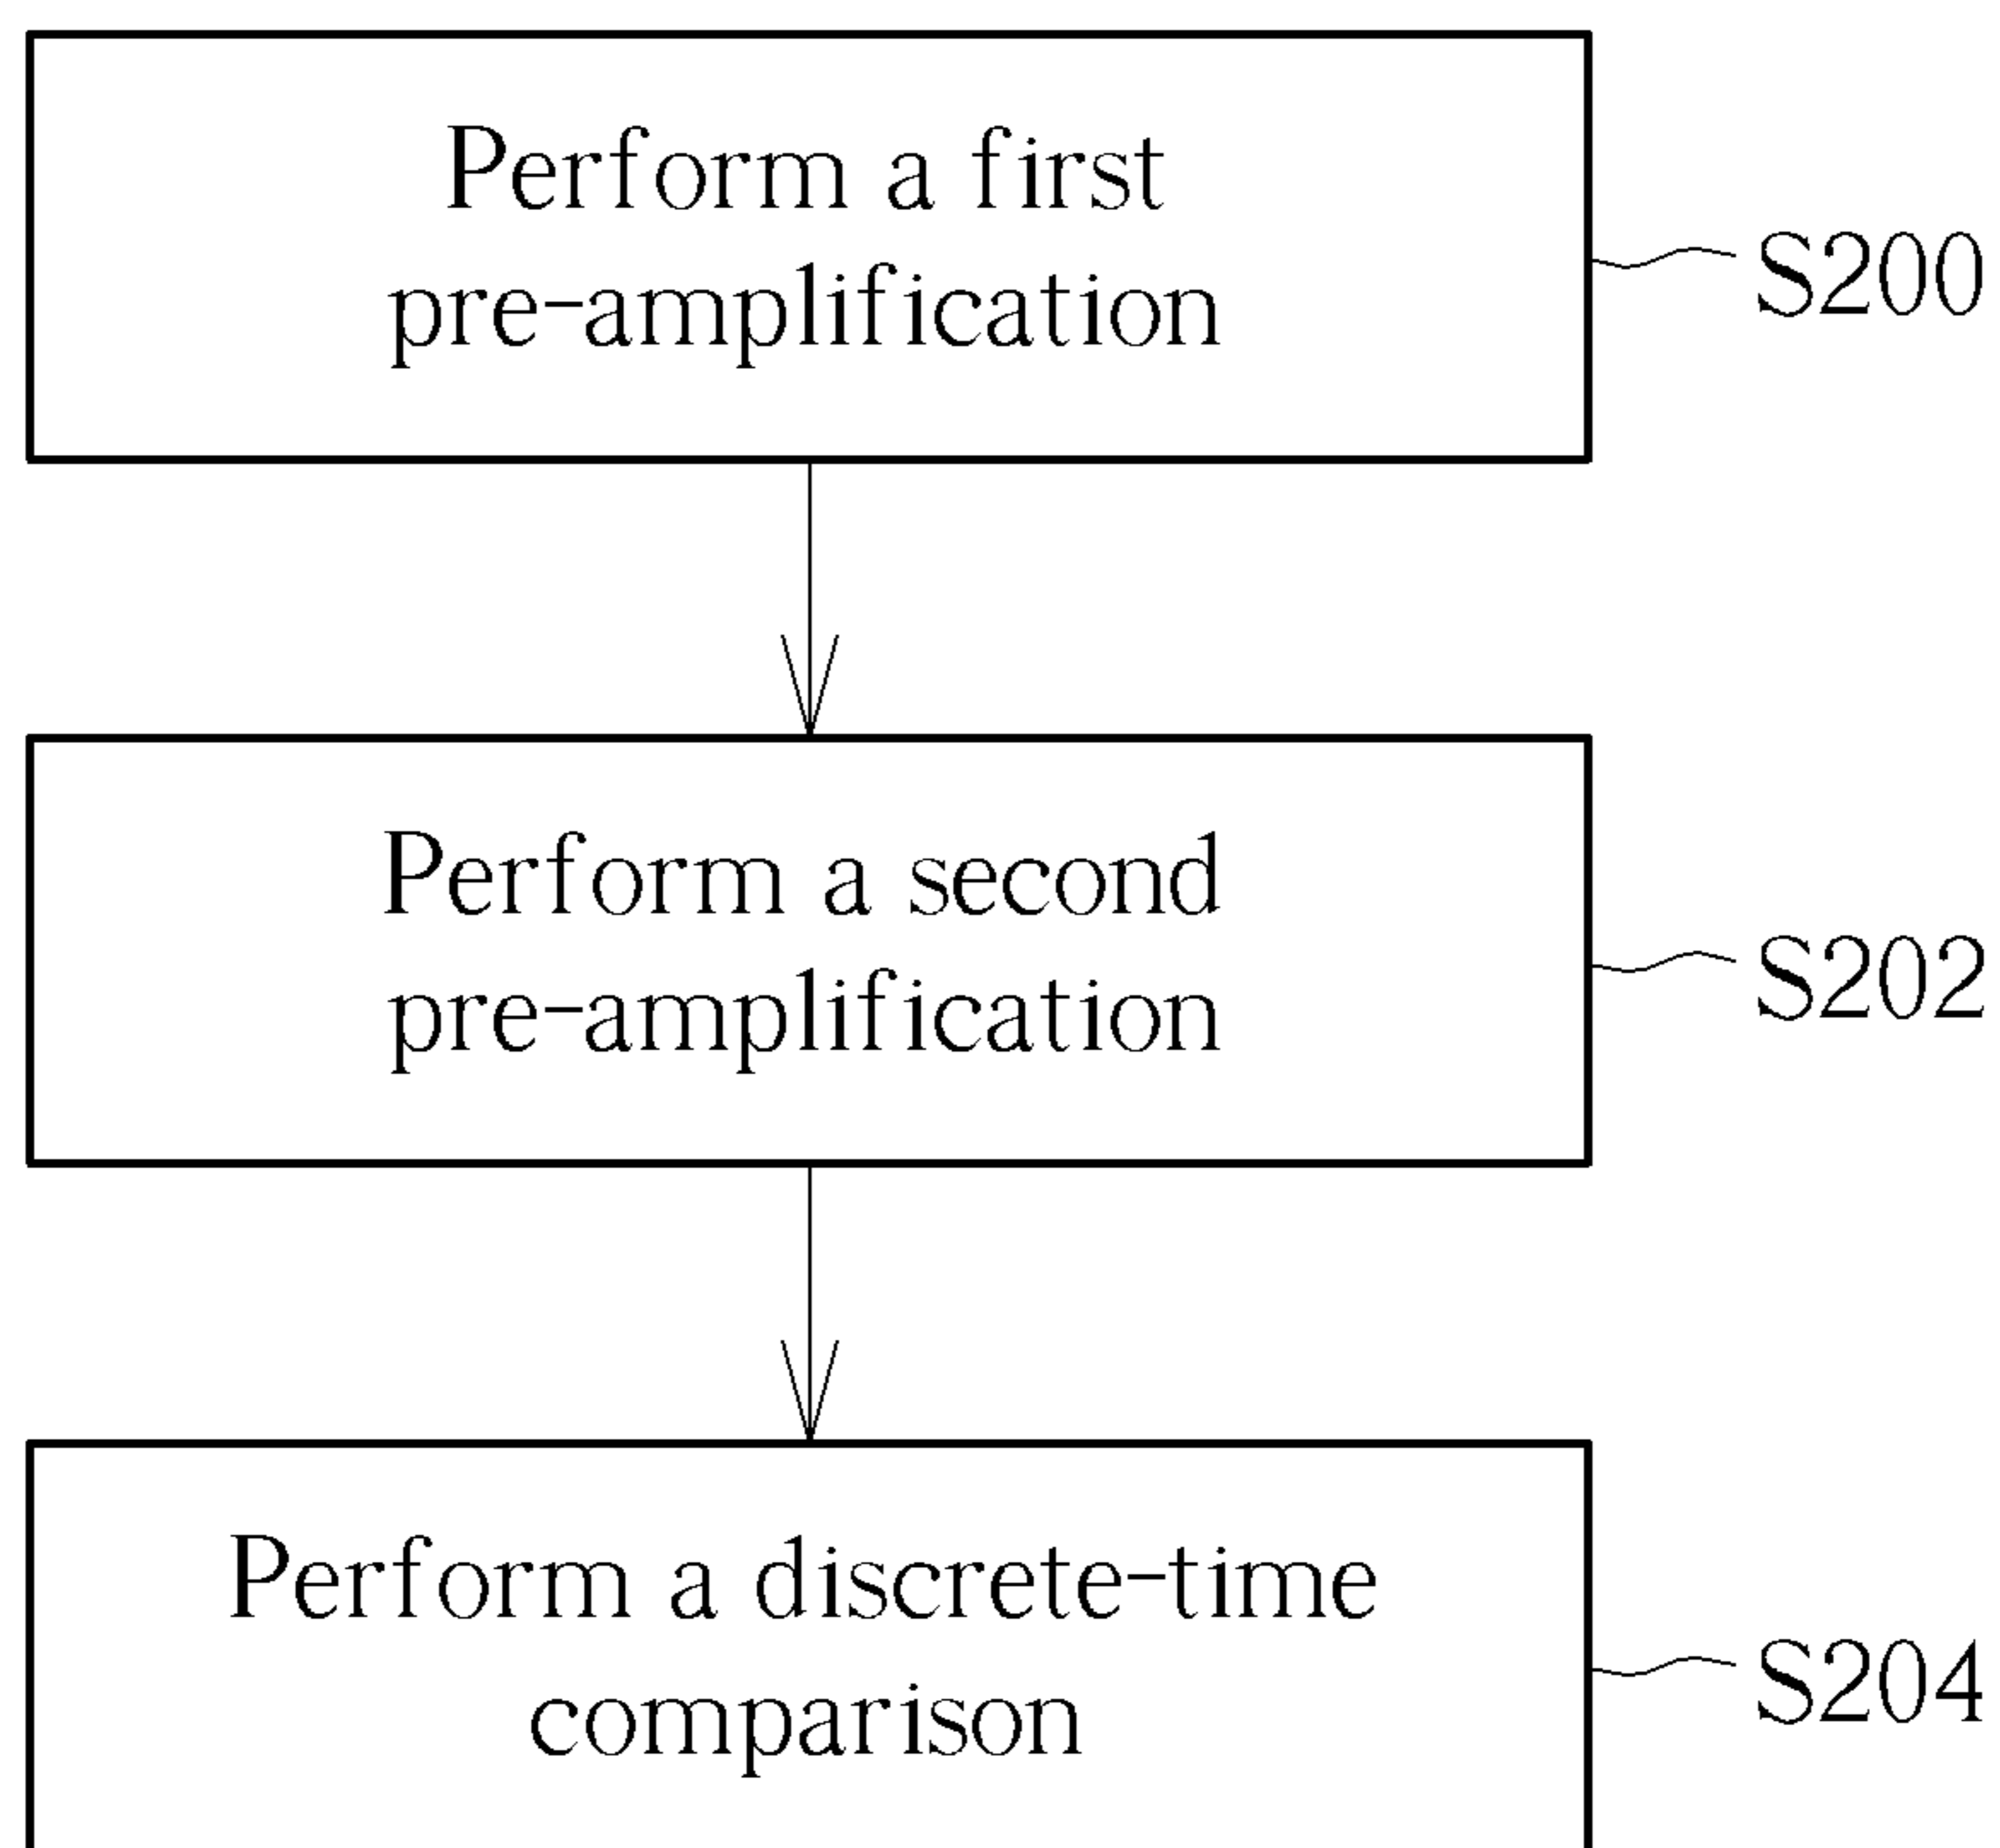 Perform a first
pre-amplification
S200
Perform a second
pre-amplification
S202
Perform a discrete-time
comparison
S204